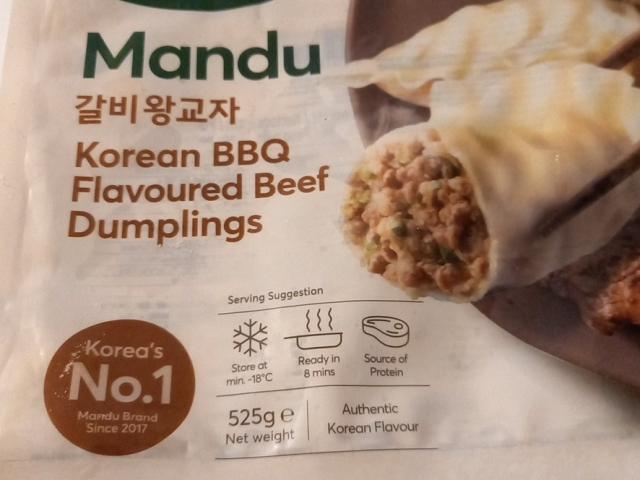 Mandu
갈비왕교자
Korean BBQ
Flavoured Beef
Dumplings
Serving Suggestion
Store at
min. -18°C
Ready in
8 mins
Source of
Protein
525g e
Net weight
Authentic
Korean Flavour
Korea's
No.1
Mandu Brand
Since 2017